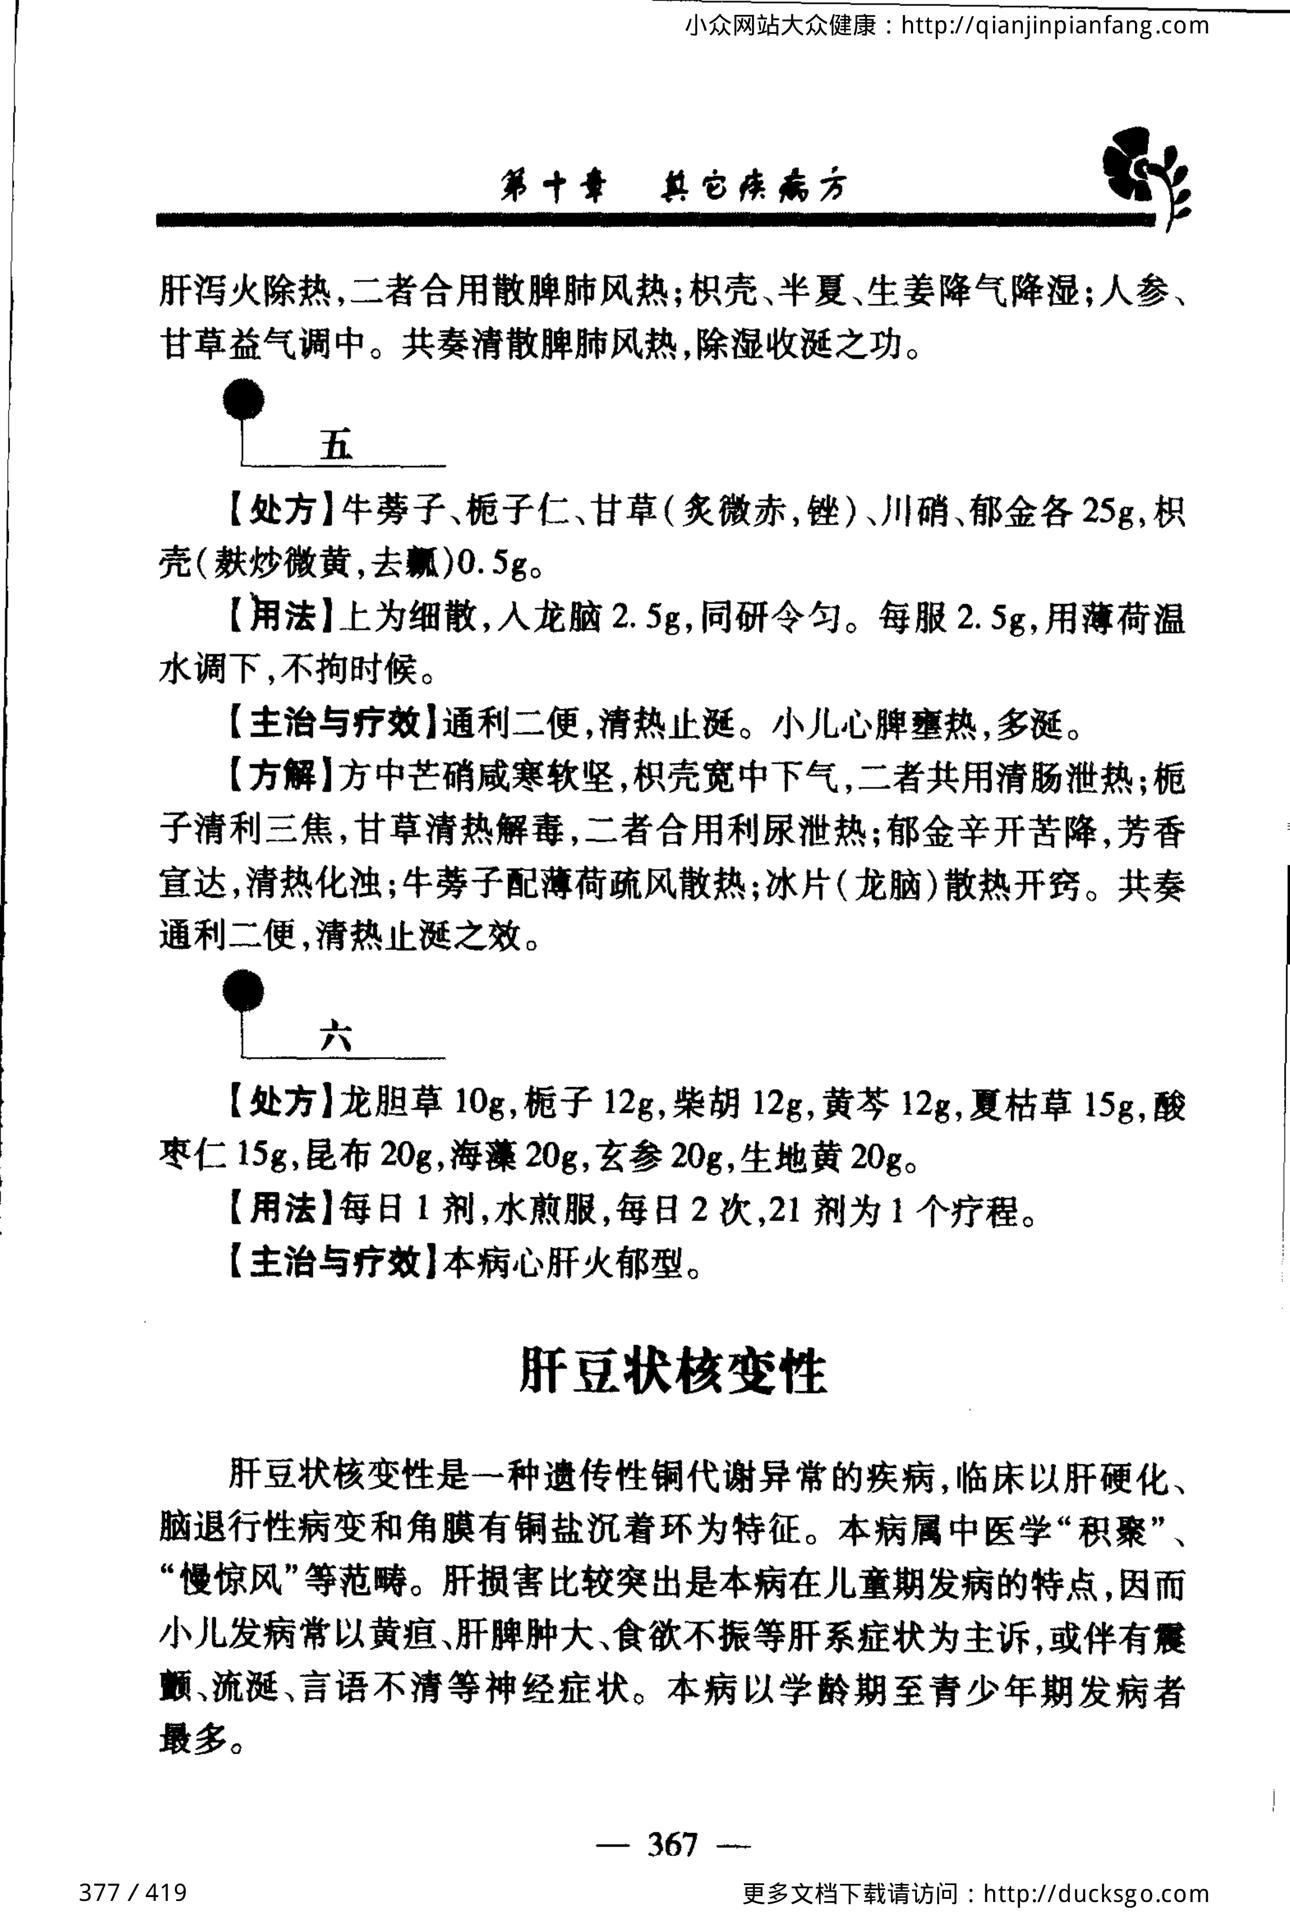 小众网站大众健康：http://qianjinpianfang.com
第十章 其它疾病方
肝泻火除热,二者合用散脾肺风热;枳壳、半夏、生姜降气降湿;人参、
甘草益气调中。共奏清散脾肺风热,除湿收涎之功。
五
【处方】牛蒡子、栀子仁、甘草(炙微赤,锉)、川硝、郁金各25g,枳
壳(麸炒微黄,去瓤)0.5g。
【用法】上为细散,入龙脑2.5g,同研令匀。每服2.5g,用薄荷温
水调下,不拘时候。
【主治与疗效】通利二便,清热止涎。小儿心脾壅热,多涎。
【方解】方中芒硝咸寒软坚,枳壳宽中下气,二者共用清肠泄热;栀
子清利三焦,甘草清热解毒,二者合用利尿泄热;郁金辛开苦降,芳香
宣达,清热化浊;牛蒡子配薄荷疏风散热;冰片(龙脑)散热开窍。共奏
通利二便,清热止涎之效。
六
【处方】龙胆草10g,栀子12g,柴胡12g,黄芩12g,夏枯草15g,酸
枣仁15g,昆布20g,海藻20g,玄参20g,生地黄20g。
【用法】每日1剂,水煎服,每日2次,21剂为1个疗程。
【主治与疗效】本病心肝火郁型。
肝豆状核变性
肝豆状核变性是一种遗传性铜代谢异常的疾病,临床以肝硬化、
脑退行性病变和角膜有铜盐沉着环为特征。本病属中医学“积聚”、
“慢惊风”等范畴。肝损害比较突出是本病在儿童期发病的特点,因而
小儿发病常以黄疸、肝脾肿大、食欲不振等肝系症状为主诉,或伴有震
颤、流涎、言语不清等神经症状。本病以学龄期至青少年期发病者
最多。
— 367 —
377 / 419
更多文档下载请访问：http://ducksgo.com